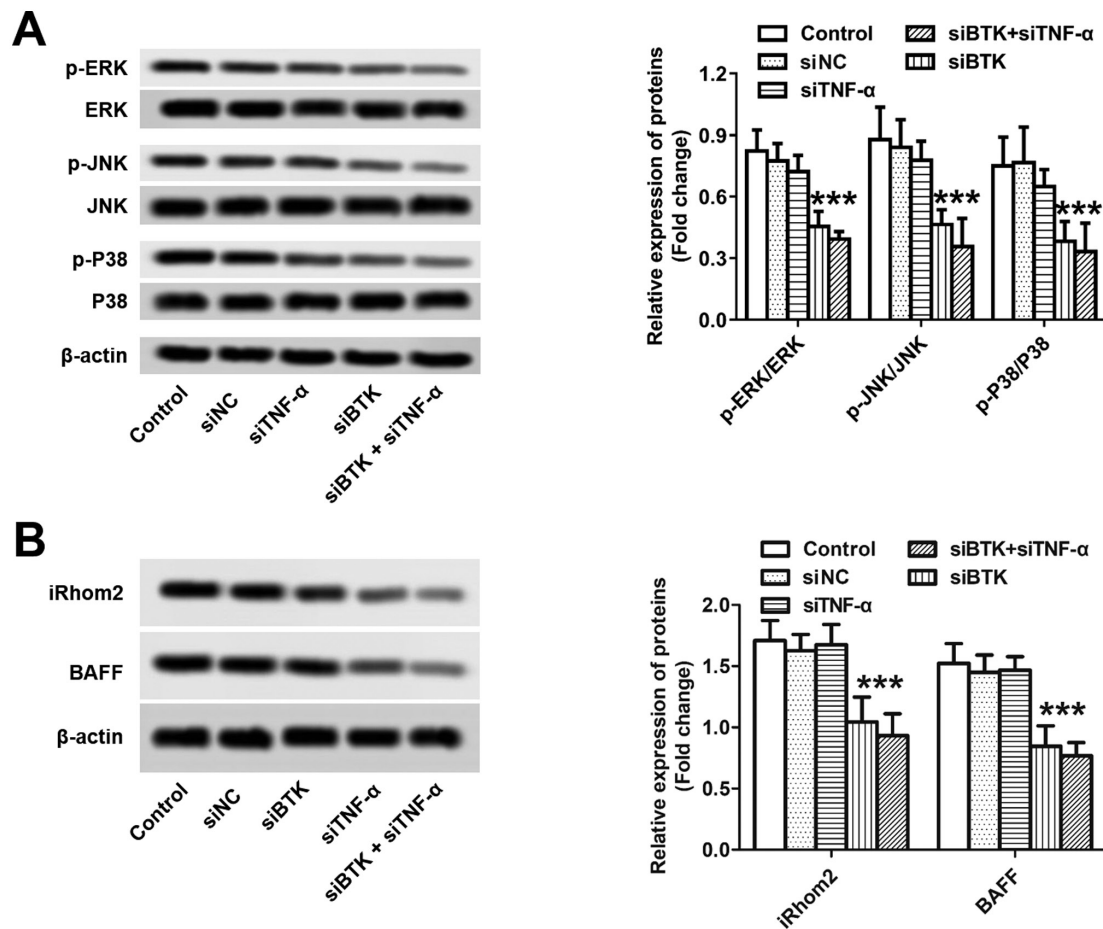 A
p-ERK
ERK
p-JNK
JNK
p-P38
P38
β-actin
Control
siNC
siTNF-α
siBTK
siBTK + siTNF-α
Control
siNC
siTNF-α
siBTK+siTNF-α
siBTK
Relative expression of proteins
(Fold change)
1.2
0.9
0.6
0.3
0.0
***
***
***
p-ERK/ERK
p-JNK/JNK
p-P38/P38
B
iRhom2
BAFF
β-actin
Control
siNC
siBTK
siTNF-α
siBTK + siTNF-α
Control
siNC
siTNF-α
siBTK+siTNF-α
siBTK
Relative expression of proteins
(Fold change)
2.0
1.5
1.0
0.5
0.0
***
***
iRhom2
BAFF